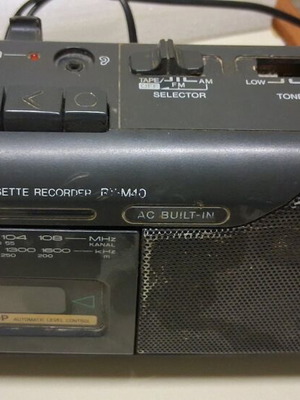 TAPE AM
OFF FM
SELECTOR
LOW
TONE
SETTE RECORDER RX-M40
AC BUILT-IN
104 108 MHz
55 KANAL
1300 1600 kHz
250 200 m
P AUTOMATIC LEVEL CONTROL